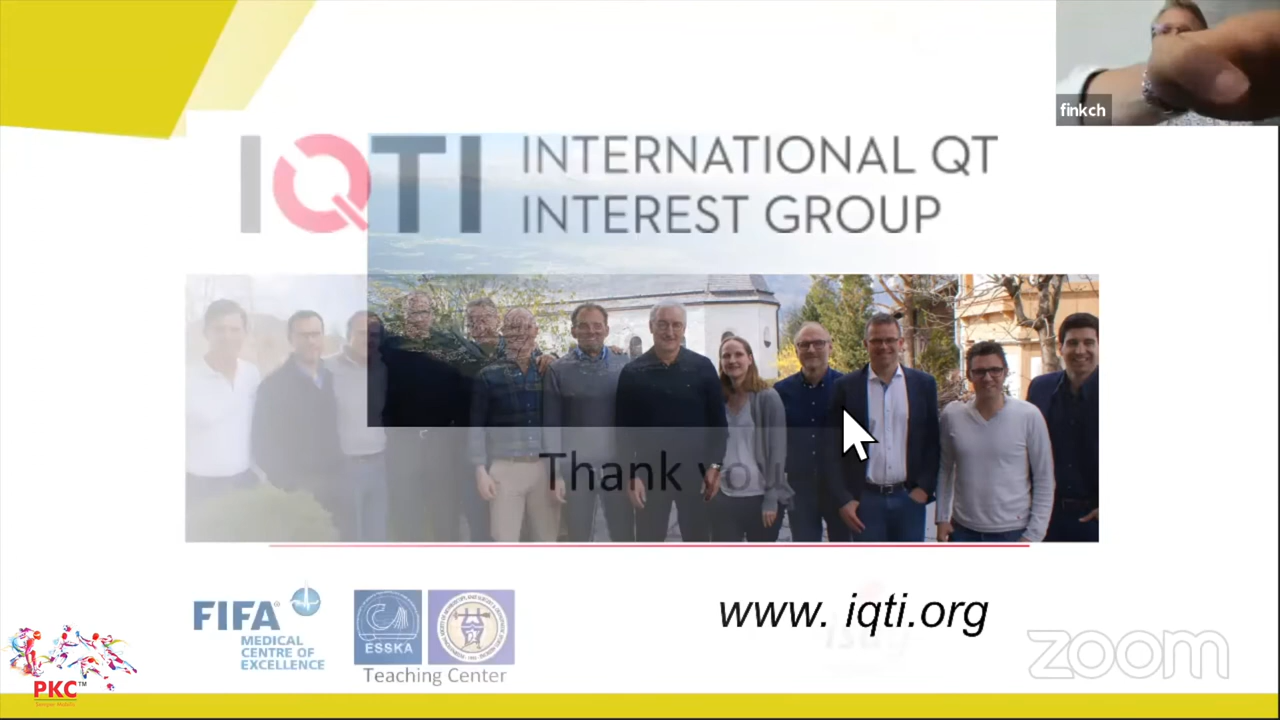 finkch
IQTI
INTERNATIONAL QT
INTEREST GROUP
Thank you
FIFA®
MEDICAL
CENTRE OF
EXCELLENCE
ESSKA
Teaching Center
www. iqti.org
zoom
PKC™